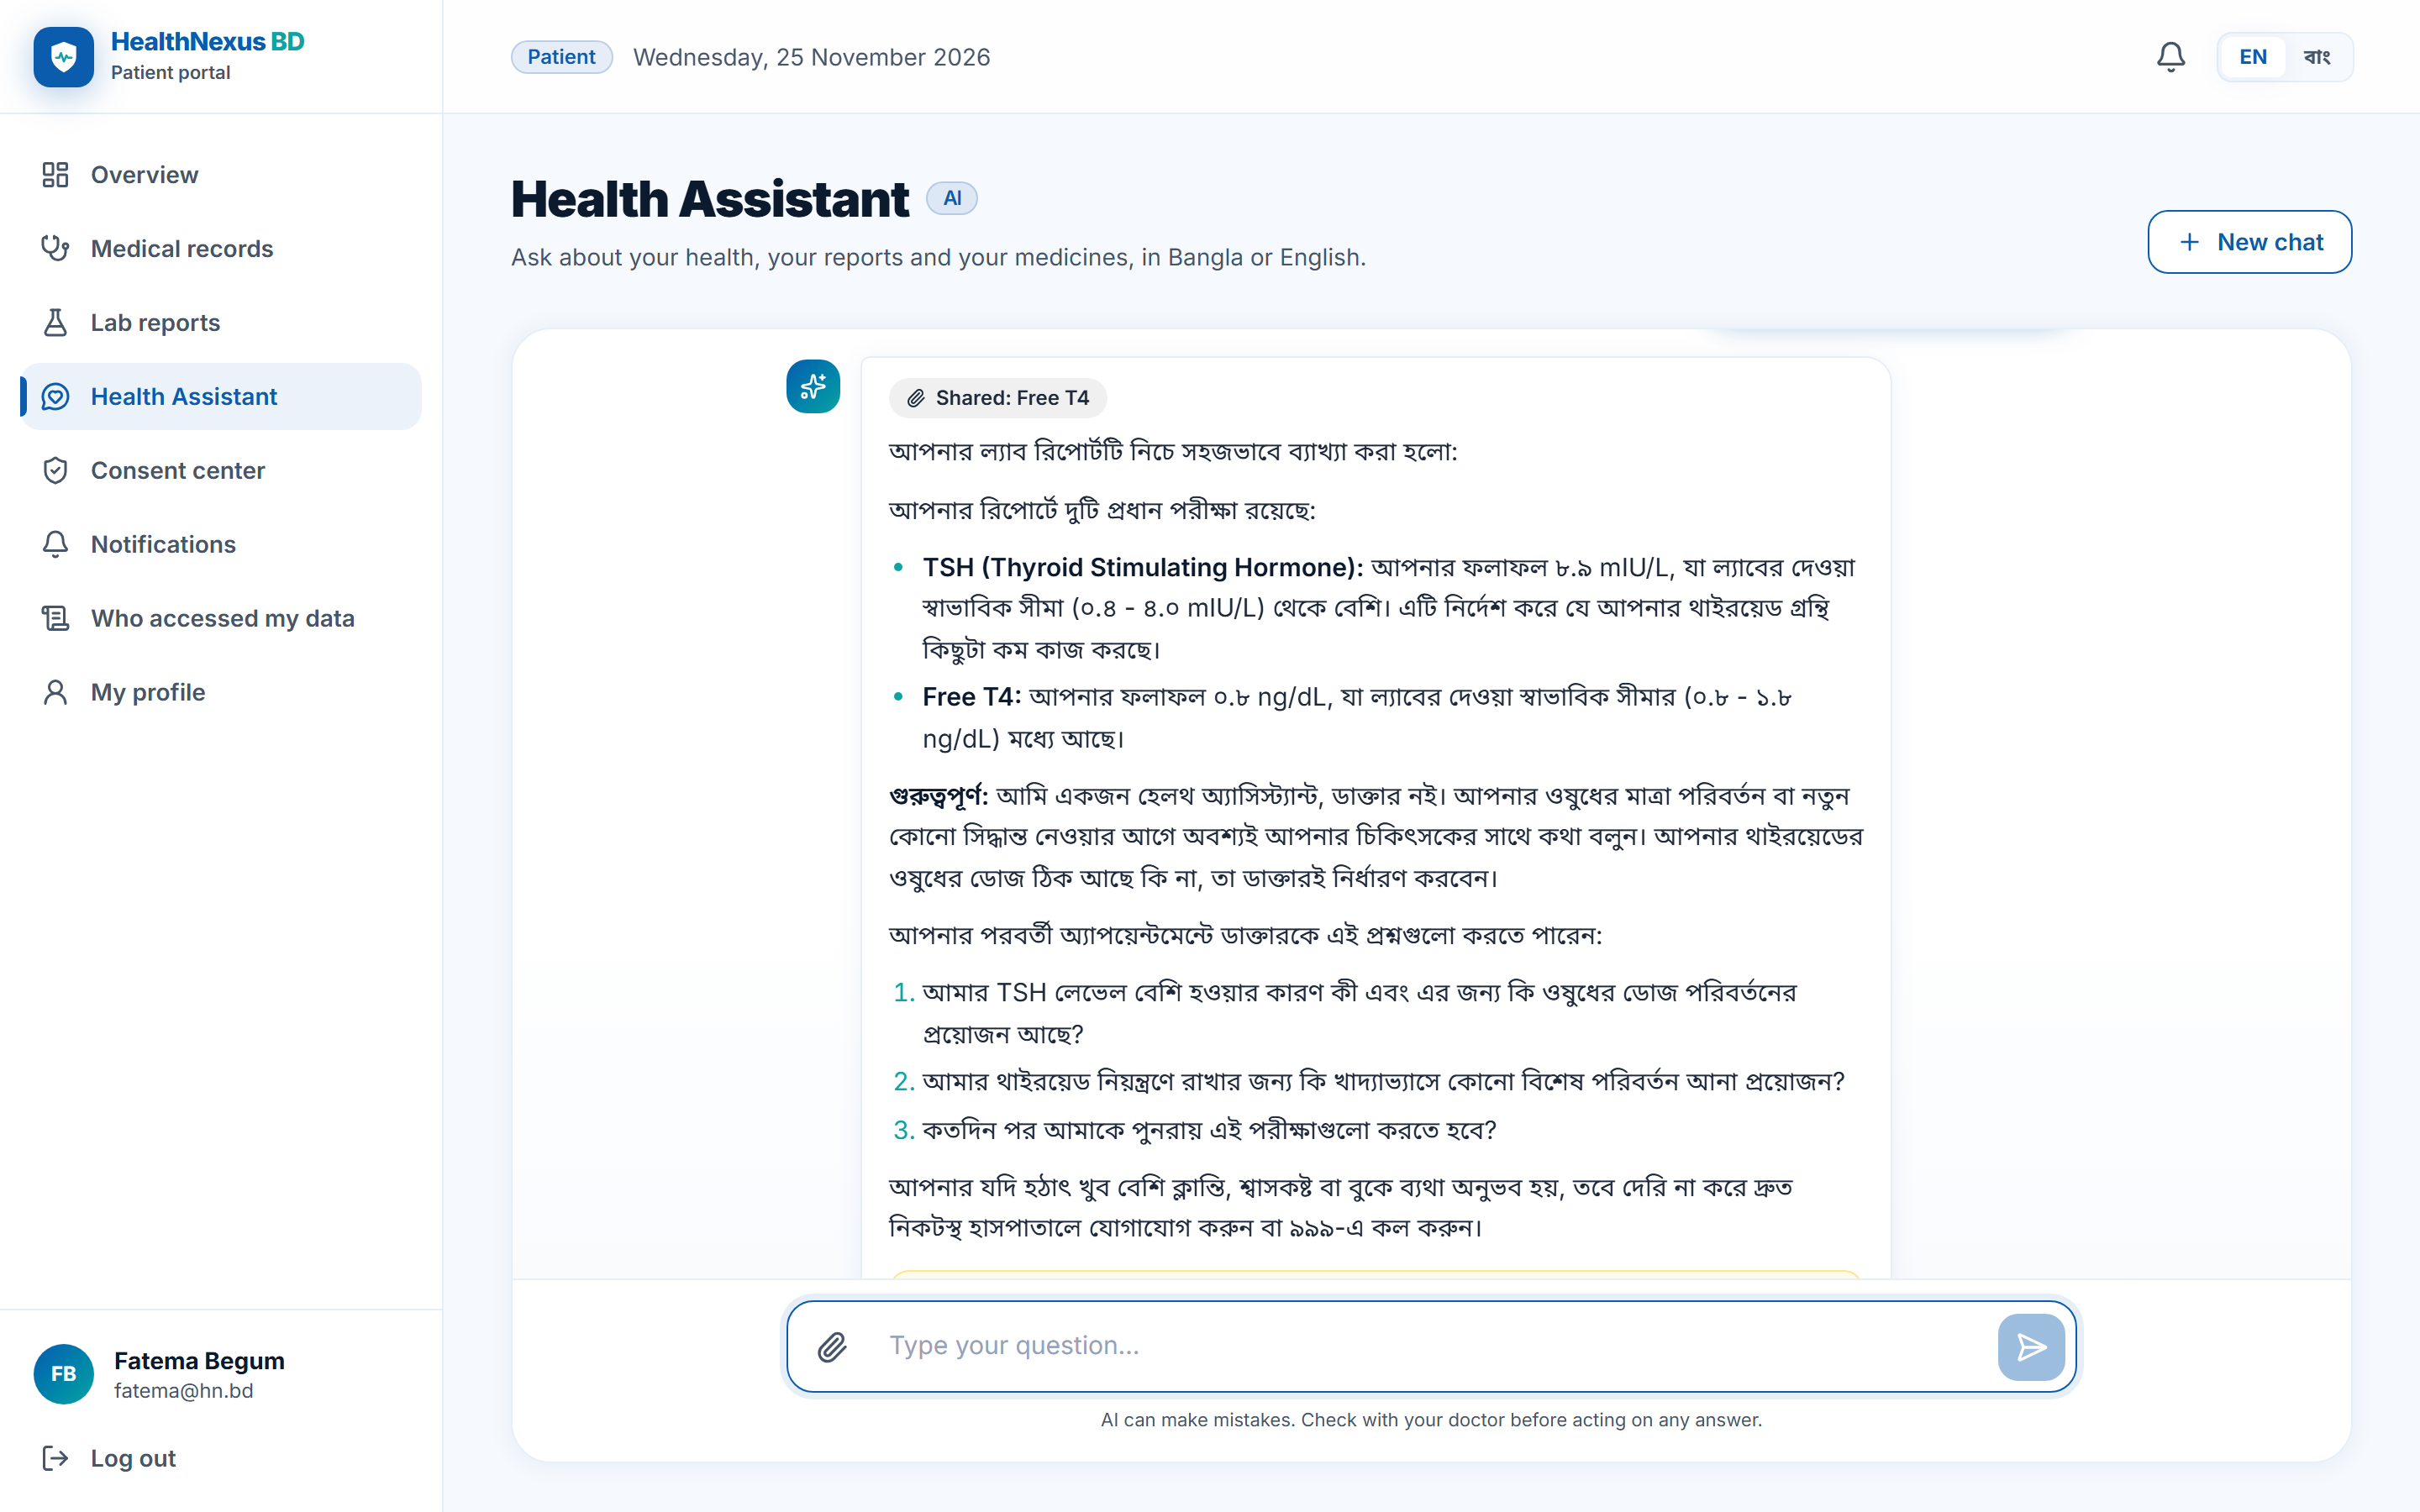 HealthNexus BD
Patient portal
Overview
Medical records
Lab reports
Health Assistant
Consent center
Notifications
Who accessed my data
My profile
FB
Fatema Begum
fatema@hn.bd
Log out
Patient
Wednesday, 25 November 2026
EN
বাং
Health Assistant
AI
Ask about your health, your reports and your medicines, in Bangla or English.
New chat
Shared: Free T4
আপনার ল্যাব রিপোর্টটি নিচে সহজভাবে ব্যাখ্যা করা হলো:
আপনার রিপোর্টে দুটি প্রধান পরীক্ষা রয়েছে:
• TSH (Thyroid Stimulating Hormone): আপনার ফলাফল ৮.৯ mIU/L, যা ল্যাবের দেওয়া
স্বাভাবিক সীমা (০.৪ - ৪.০ mIU/L) থেকে বেশি। এটি নির্দেশ করে যে আপনার থাইরয়েড গ্রন্থি
কিছুটা কম কাজ করছে।
• Free T4: আপনার ফলাফল ০.৮ ng/dL, যা ল্যাবের দেওয়া স্বাভাবিক সীমার (০.৮ - ১.৮
ng/dL) মধ্যে আছে।
গুরুত্বপূর্ণ: আমি একজন হেলথ অ্যাসিস্ট্যান্ট, ডাক্তার নই। আপনার ওষুধের মাত্রা পরিবর্তন বা নতুন
কোনো সিদ্ধান্ত নেওয়ার আগে অবশ্যই আপনার চিকিৎসকের সাথে কথা বলুন। আপনার থাইরয়েডের
ওষুধের ডোজ ঠিক আছে কি না, তা ডাক্তারই নির্ধারণ করবেন।
আপনার পরবর্তী অ্যাপয়েন্টমেন্টে ডাক্তারকে এই প্রশ্নগুলো করতে পারেন:
1. আমার TSH লেভেল বেশি হওয়ার কারণ কী এবং এর জন্য কি ওষুধের ডোজ পরিবর্তনের
প্রয়োজন আছে?
2. আমার থাইরয়েড নিয়ন্ত্রণে রাখার জন্য কি খাদ্যাভ্যাসে কোনো বিশেষ পরিবর্তন আনা প্রয়োজন?
3. কতদিন পর আমাকে পুনরায় এই পরীক্ষাগুলো করতে হবে?
আপনার যদি হঠাৎ খুব বেশি ক্লান্তি, শ্বাসকষ্ট বা বুকে ব্যথা অনুভব হয়, তবে দেরি না করে দ্রুত
নিকটস্থ হাসপাতালে যোগাযোগ করুন বা ৯৯৯-এ কল করুন।
Type your question...
AI can make mistakes. Check with your doctor before acting on any answer.